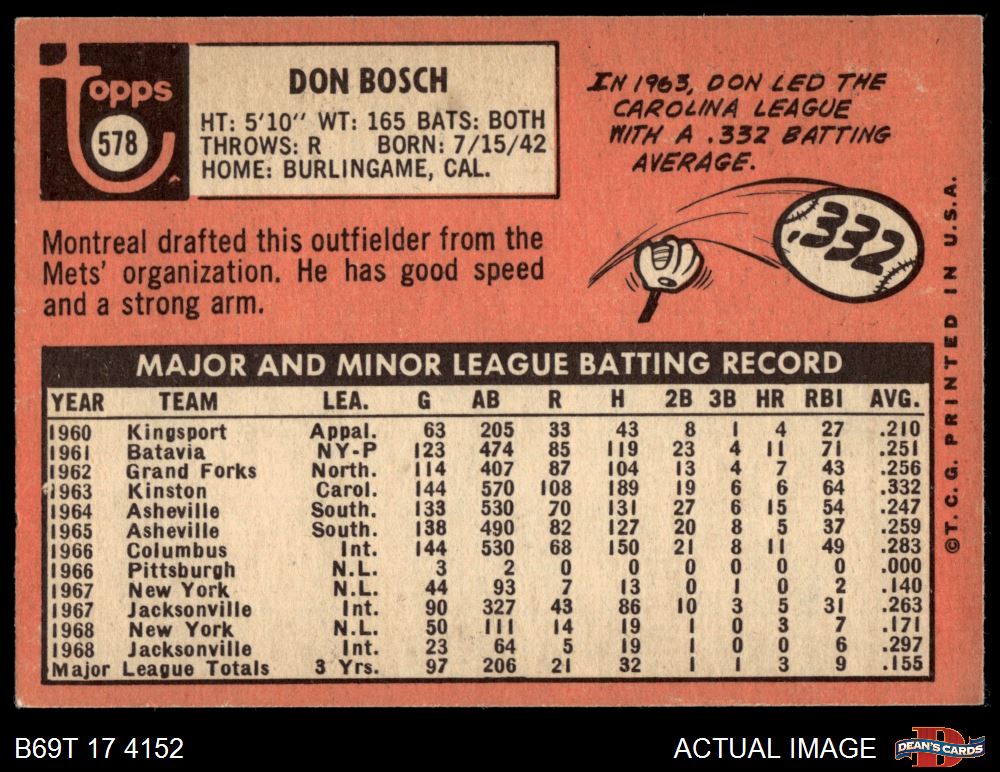 Topps
578
DON BOSCH
HT: 5'10" WT: 165 BATS: BOTH
THROWS: R BORN: 7/15/42
HOME: BURLINGAME, CAL.
IN 1963, DON LED THE
CAROLINA LEAGUE
WITH A .332 BATTING
AVERAGE.
.332
Montreal drafted this outfielder from the
Mets' organization. He has good speed
and a strong arm.
MAJOR AND MINOR LEAGUE BATTING RECORD
YEAR TEAM LEA. G AB R H 2B 3B HR RBI AVG.
1960 Kingsport Appal. 63 205 33 43 8 1 4 27 .210
1961 Batavia NY-P 123 474 85 119 23 4 11 71 .251
1962 Grand Forks North. 114 407 87 104 13 4 7 43 .256
1963 Kinston Carol. 144 570 108 189 19 6 6 64 .332
1964 Asheville South. 133 530 70 131 27 6 15 54 .247
1965 Asheville South. 138 490 82 127 20 8 5 37 .259
1966 Columbus Int. 144 530 68 150 21 8 11 49 .283
1966 Pittsburgh N.L. 3 2 0 0 0 0 0 0 .000
1967 New York N.L. 44 93 7 13 0 1 0 2 .140
1967 Jacksonville Int. 90 327 43 86 10 3 5 31 .263
1968 New York N.L. 50 111 14 19 1 0 3 7 .171
1968 Jacksonville Int. 23 64 5 19 1 0 0 6 .297
Major League Totals 3 Yrs. 97 206 21 32 1 1 3 9 .155
©T.C.G. PRINTED IN U.S.A.
B69T 17 4152
ACTUAL IMAGE
D
DEAN'S CARDS